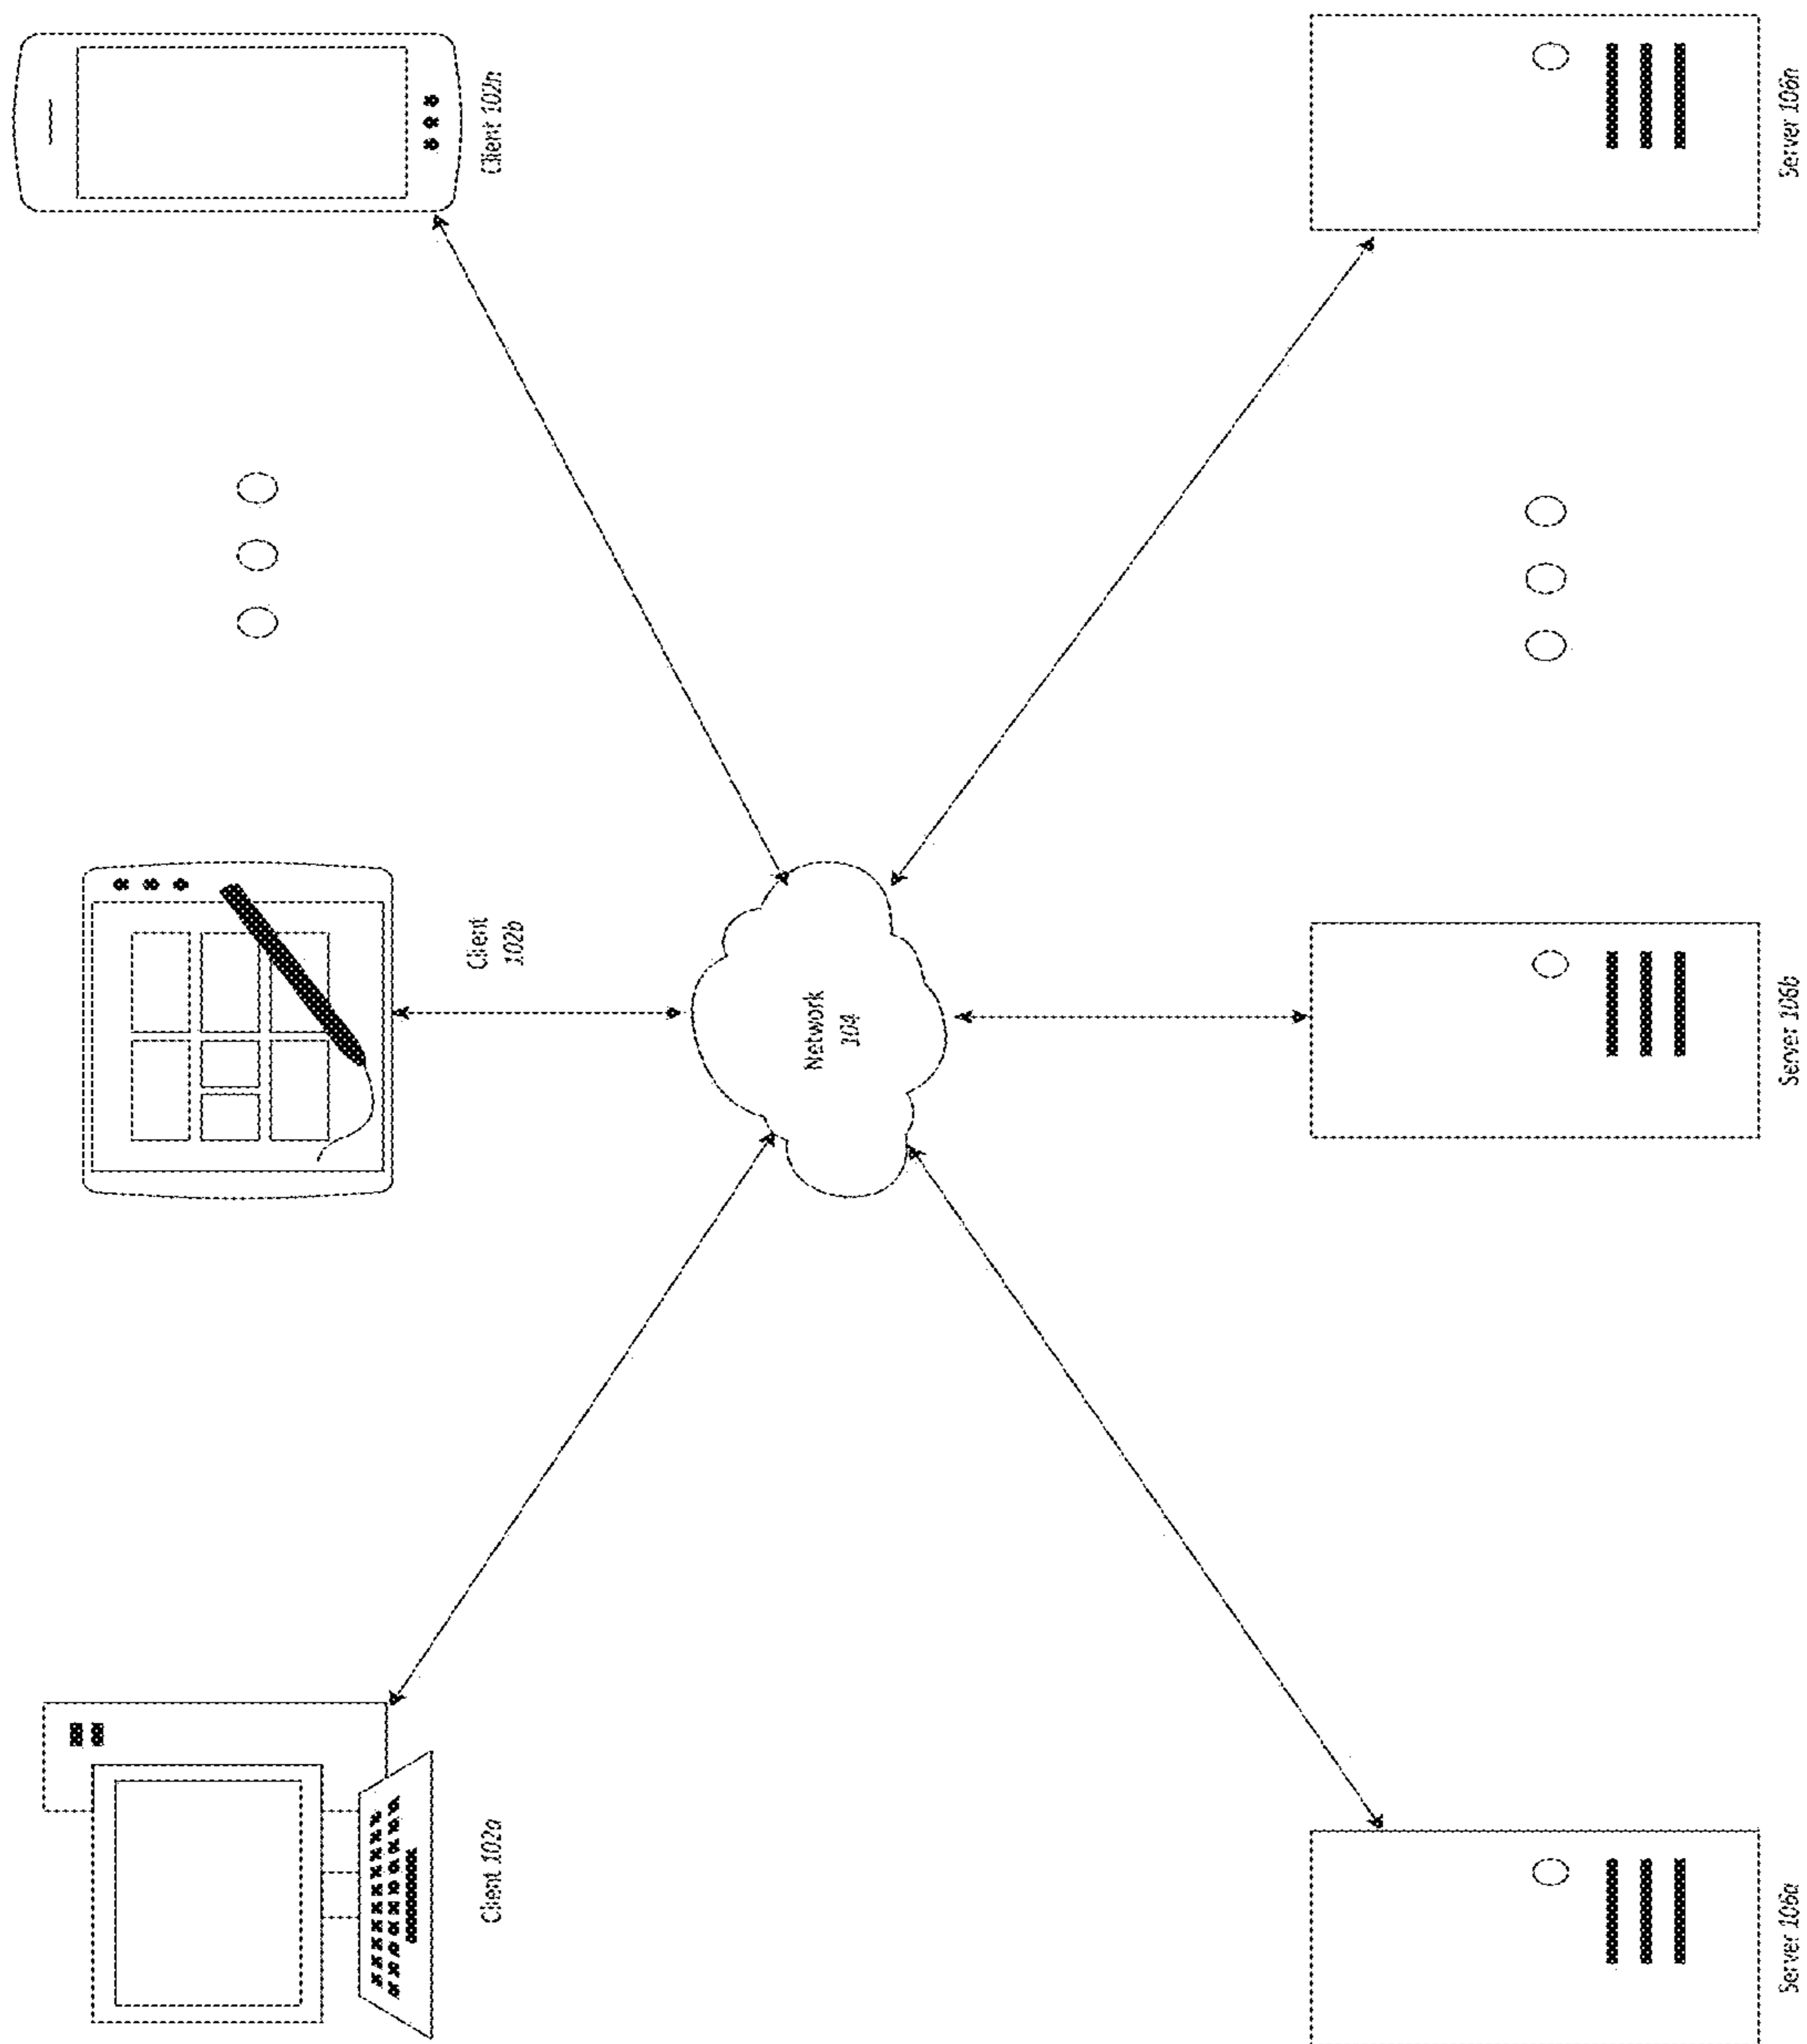 Client 102a
Client
102b
Client 102n
Network
104
Server 106a
Server 106b
Server 106n